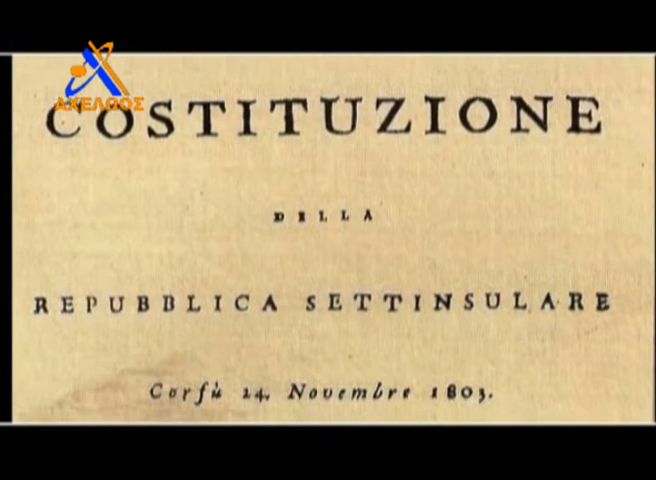 ΑΧΕΛΩΟΣ
COSTITUZIONE
DELLA
REPUBBLICA SETTINSULARE
Corfù 24. Novembre 1803.